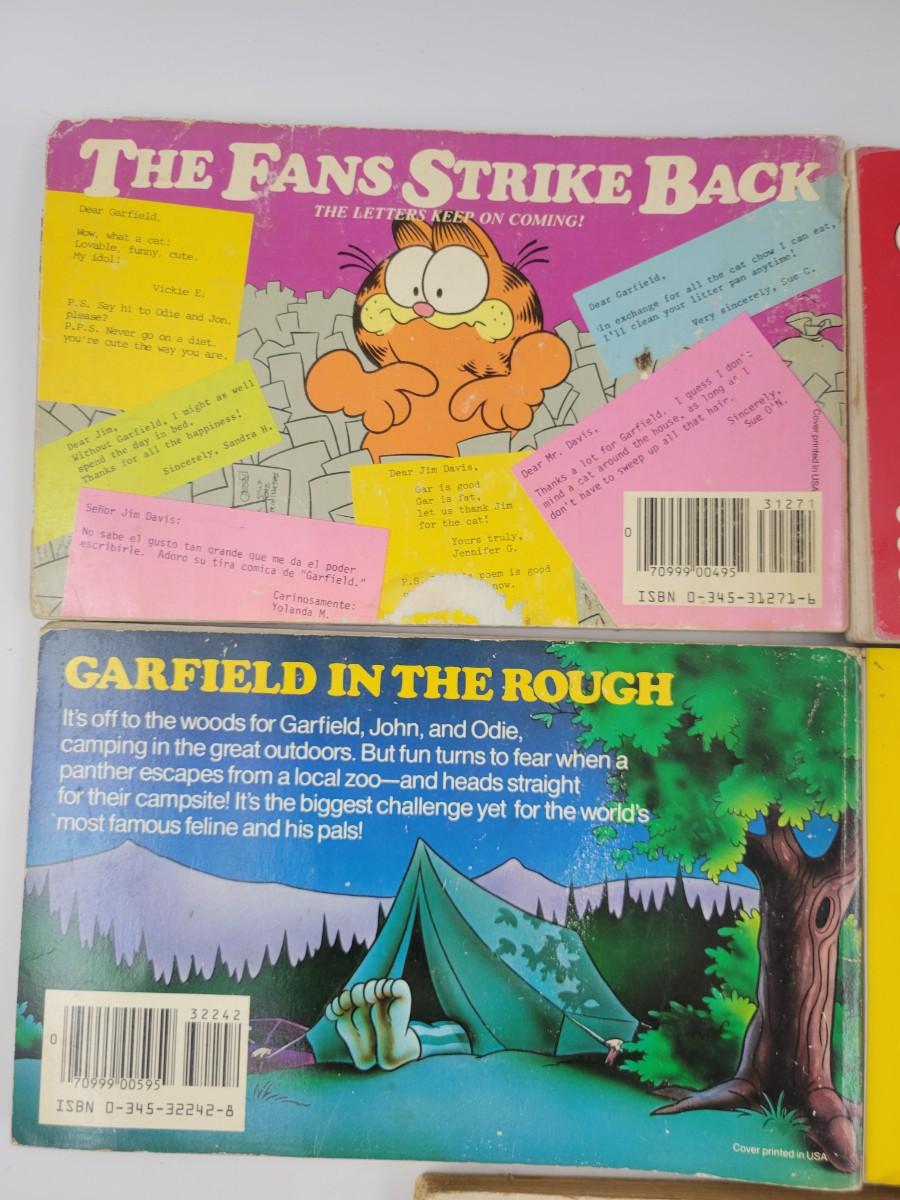 THE FANS STRIKE BACK
THE LETTERS KEEP ON COMING!
Dear Garfield,
Wow, what a cat!
Lovable, funny, cute.
My idol!
Vickie E.
P.S. Say hi to Odie and Jon,
please?
P.P.S. Never go on a diet.
you're cute the way you are.
Dear Garfield,
In exchange for all the cat chow I can eat,
I'll clean your litter pan anytime!
Very sincerely, Sue C.
Dear Jim,
Without Garfield, I might as well
spend the day in bed.
Thanks for all the happiness!
Sincerely, Sandra H.
Dear Mr. Davis,
Thanks a lot for Garfield. I guess I don't
mind a cat around the house, as long as I
don't have to sweep up all that hair.
Sincerely,
Sue O'N.
Señor Jim Davis:
No sabe el gusto tan grande que me da el poder
escribirle. Adoro su tira comica de "Garfield."
Carinosamente:
Yolanda M.
Dear Jim Davis,
Gar is good
Gar is fat,
let us thank Jim
for the cat!
Yours truly,
Jennifer G.
P.S. poem is good
now.
Cover printed in USA
31271
0
70999 00495
ISBN 0-345-31271-6
GARFIELD IN THE ROUGH
It's off to the woods for Garfield, John, and Odie,
camping in the great outdoors. But fun turns to fear when a
panther escapes from a local zoo—and heads straight
for their campsite! It's the biggest challenge yet for the world's
most famous feline and his pals!
32242
0
70999 00595
ISBN 0-345-32242-8
Cover printed in USA